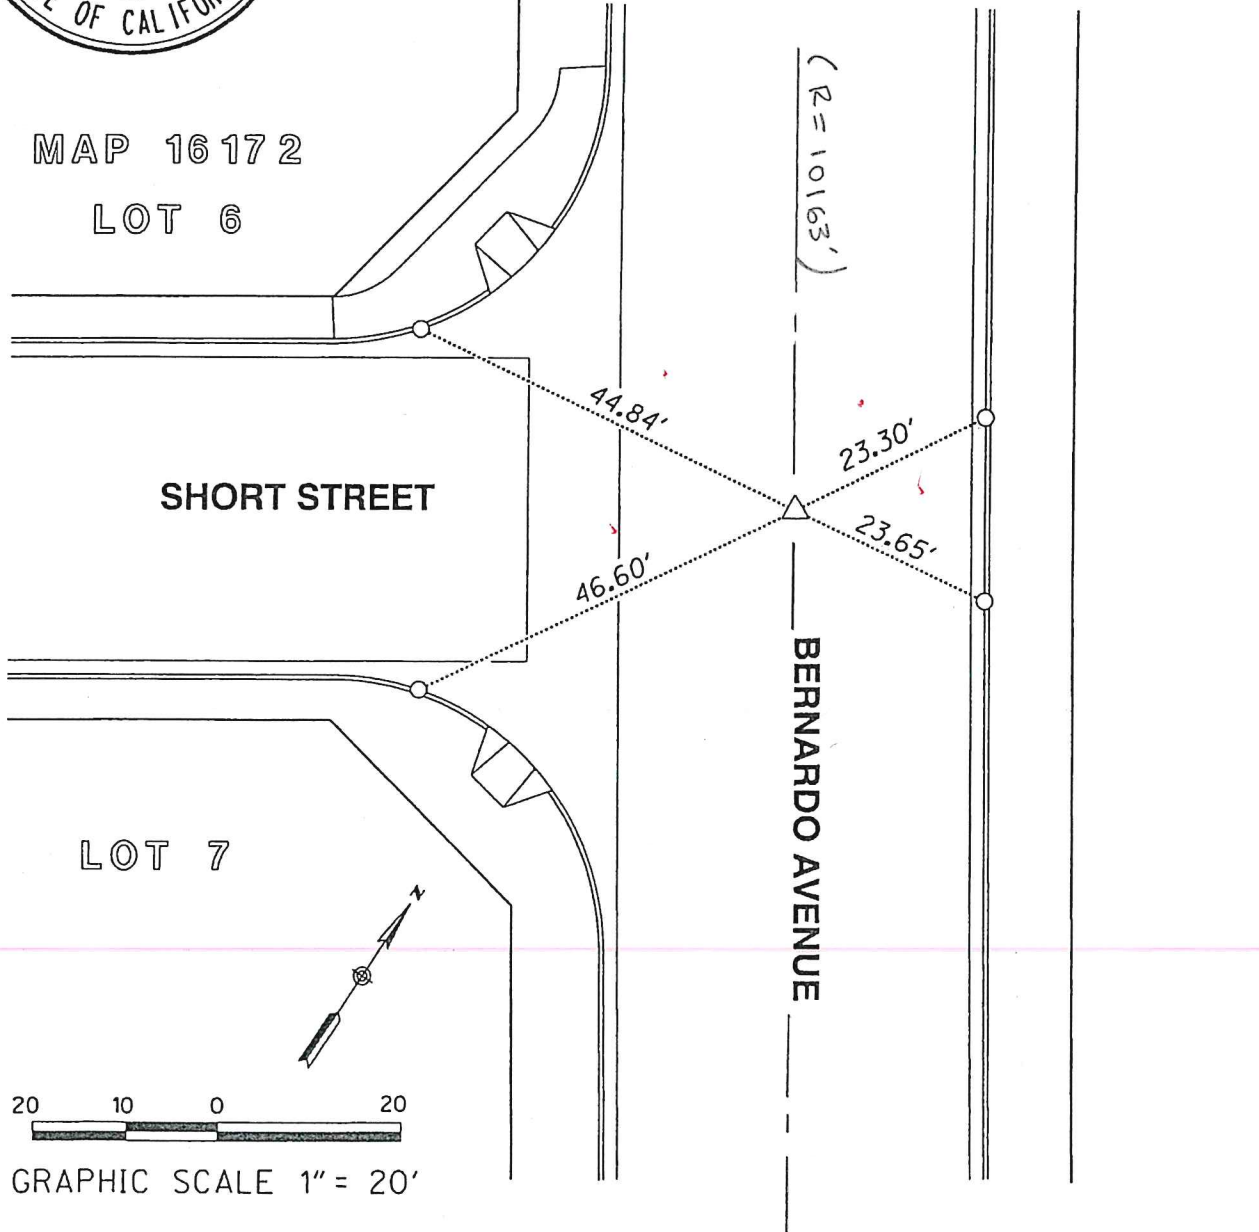 OF CALIFOR
( R= 10163' )
MAP 16172
LOT 6
44.84'
23.30'
SHORT STREET
23.65'
46.60'
BERNARDO AVENUE
LOT 7
N
20 10 0 20
GRAPHIC SCALE 1" = 20'